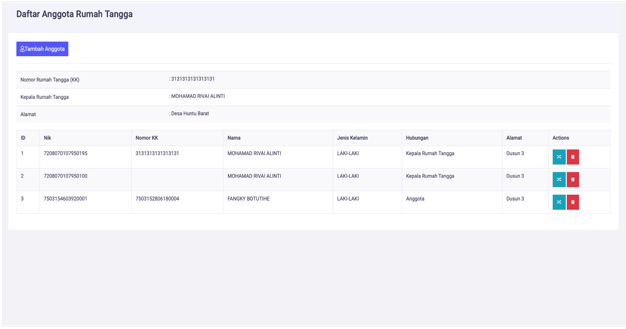 Daftar Anggota Rumah Tangga
Tambah Anggota
Nomor Rumah Tangga (KK) : 3131313131313131
Kepala Rumah Tangga : MOHAMAD RIVAI ALINTI
Alamat : Desa Huntu Barat
ID Nik Nomor KK Nama Jenis Kelamin Hubungan Alamat Actions
1 7208070107950195 3131313131313131 MOHAMAD RIVAI ALINTI LAKI-LAKI Kepala Rumah Tangga Dusun 3
2 7208070107950100 MOHAMAD RIVAI ALINTI LAKI-LAKI Kepala Rumah Tangga Dusun 3
3 7503154603920001 7503152806180004 FANGKY BOTUTIHE LAKI-LAKI Anggota Dusun 3